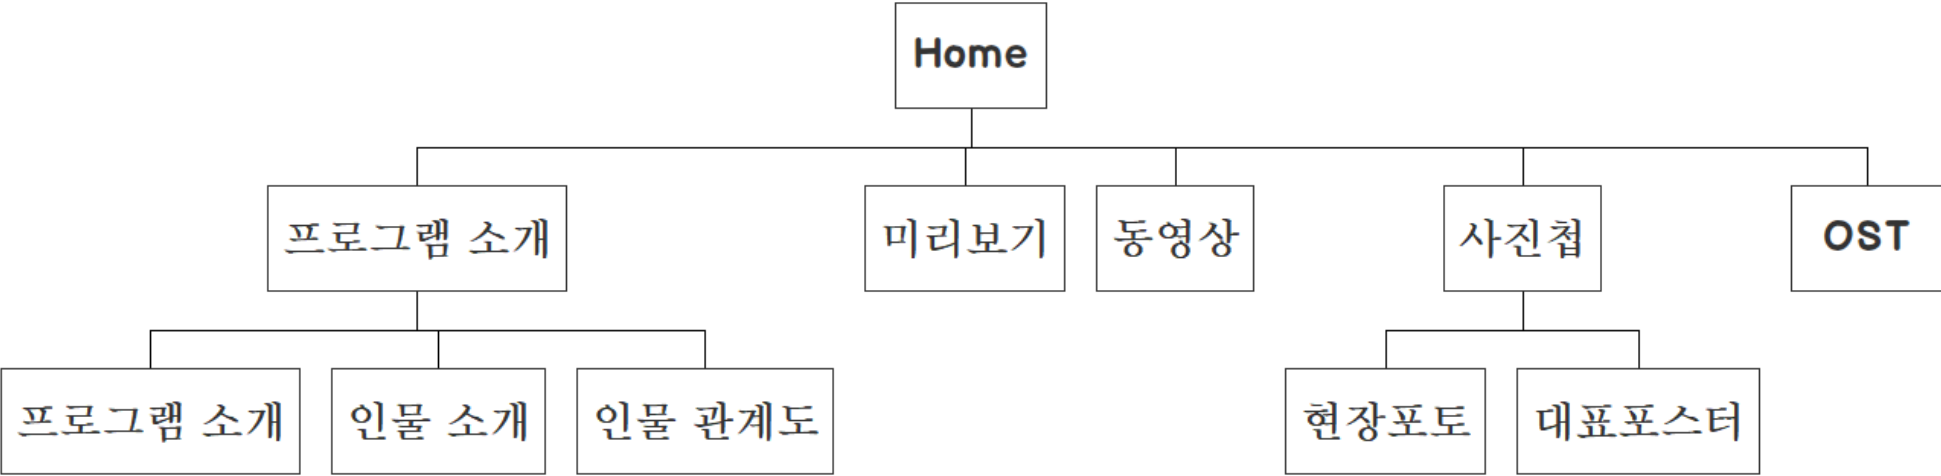 Home
프로그램 소개
미리보기
동영상
사진첩
OST
프로그램 소개
인물 소개
인물 관계도
현장포토
대표포스터